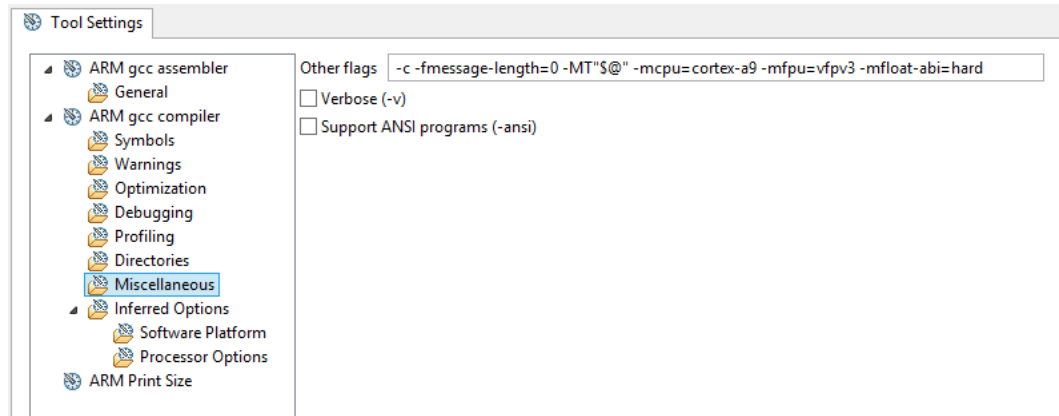 Tool Settings
ARM gcc assembler
General
ARM gcc compiler
Symbols
Warnings
Optimization
Debugging
Profiling
Directories
Miscellaneous
Inferred Options
Software Platform
Processor Options
ARM Print Size
Other flags -c -fmessage-length=0 -MT"$@" -mcpu=cortex-a9 -mfpu=vfpv3 -mfloat-abi=hard
Verbose (-v)
Support ANSI programs (-ansi)